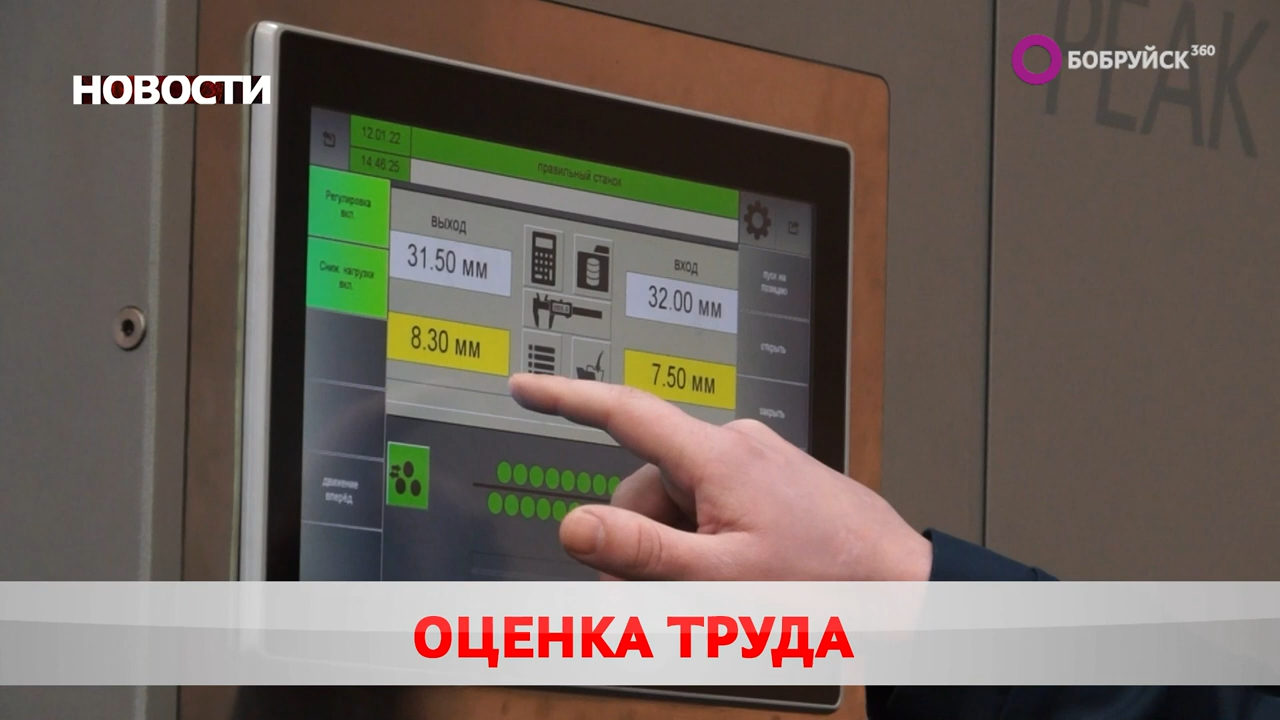 НОВОСТИ
БОБРУЙСК 360
PEAK
12.01.22
14:46:25
правильный станок
Регулировка
вкл.
Сниж. нагрузки
вкл.
ВЫХОД
31.50 мм
8.30 мм
ВХОД
32.00 мм
7.50 мм
пуск на
позицию
открыть
закрыть
движение
вперёд
ОЦЕНКА ТРУДА